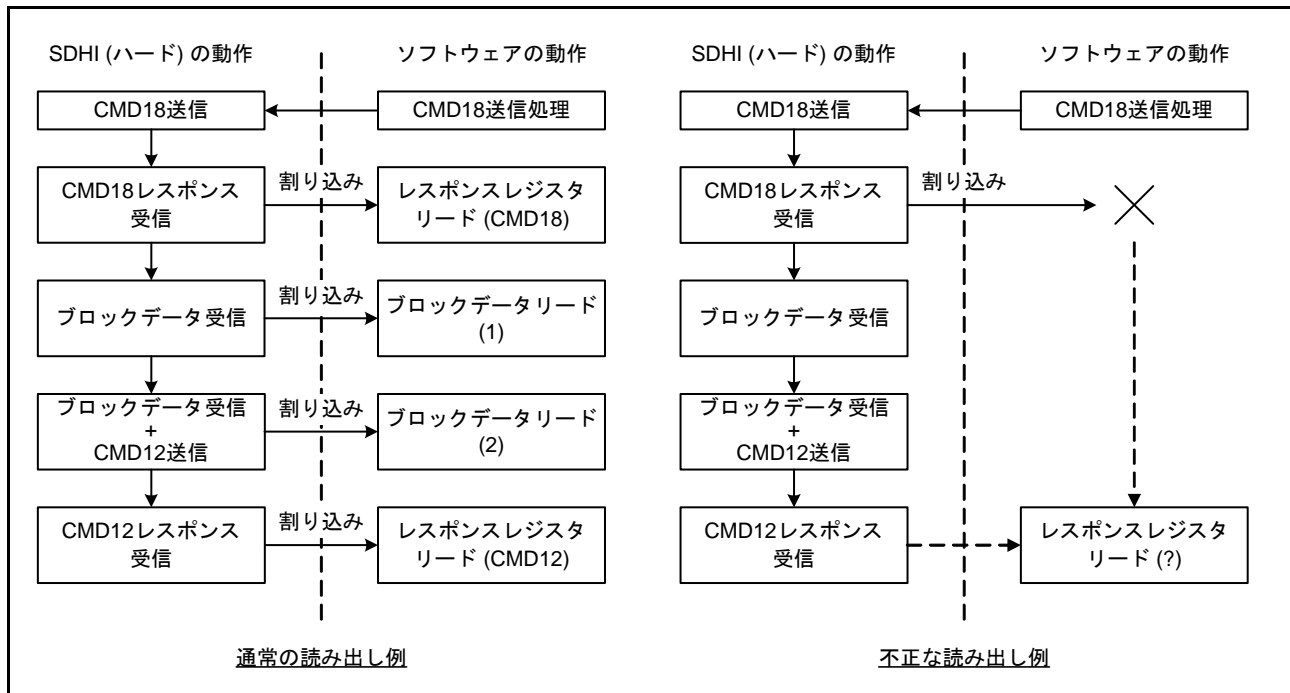 SDHI (ハード) の動作
ソフトウェアの動作
CMD18送信
CMD18送信処理
CMD18レスポンス
受信
割り込み
レスポンスレジスタ
リード (CMD18)
ブロックデータ受信
割り込み
ブロックデータリード
(1)
ブロックデータ受信
+
CMD12送信
割り込み
ブロックデータリード
(2)
CMD12レスポンス
受信
割り込み
レスポンスレジスタ
リード (CMD12)
通常の読み出し例
SDHI (ハード) の動作
ソフトウェアの動作
CMD18送信
CMD18送信処理
CMD18レスポンス
受信
割り込み
ブロックデータ受信
ブロックデータ受信
+
CMD12送信
CMD12レスポンス
受信
レスポンスレジスタ
リード (?)
不正な読み出し例